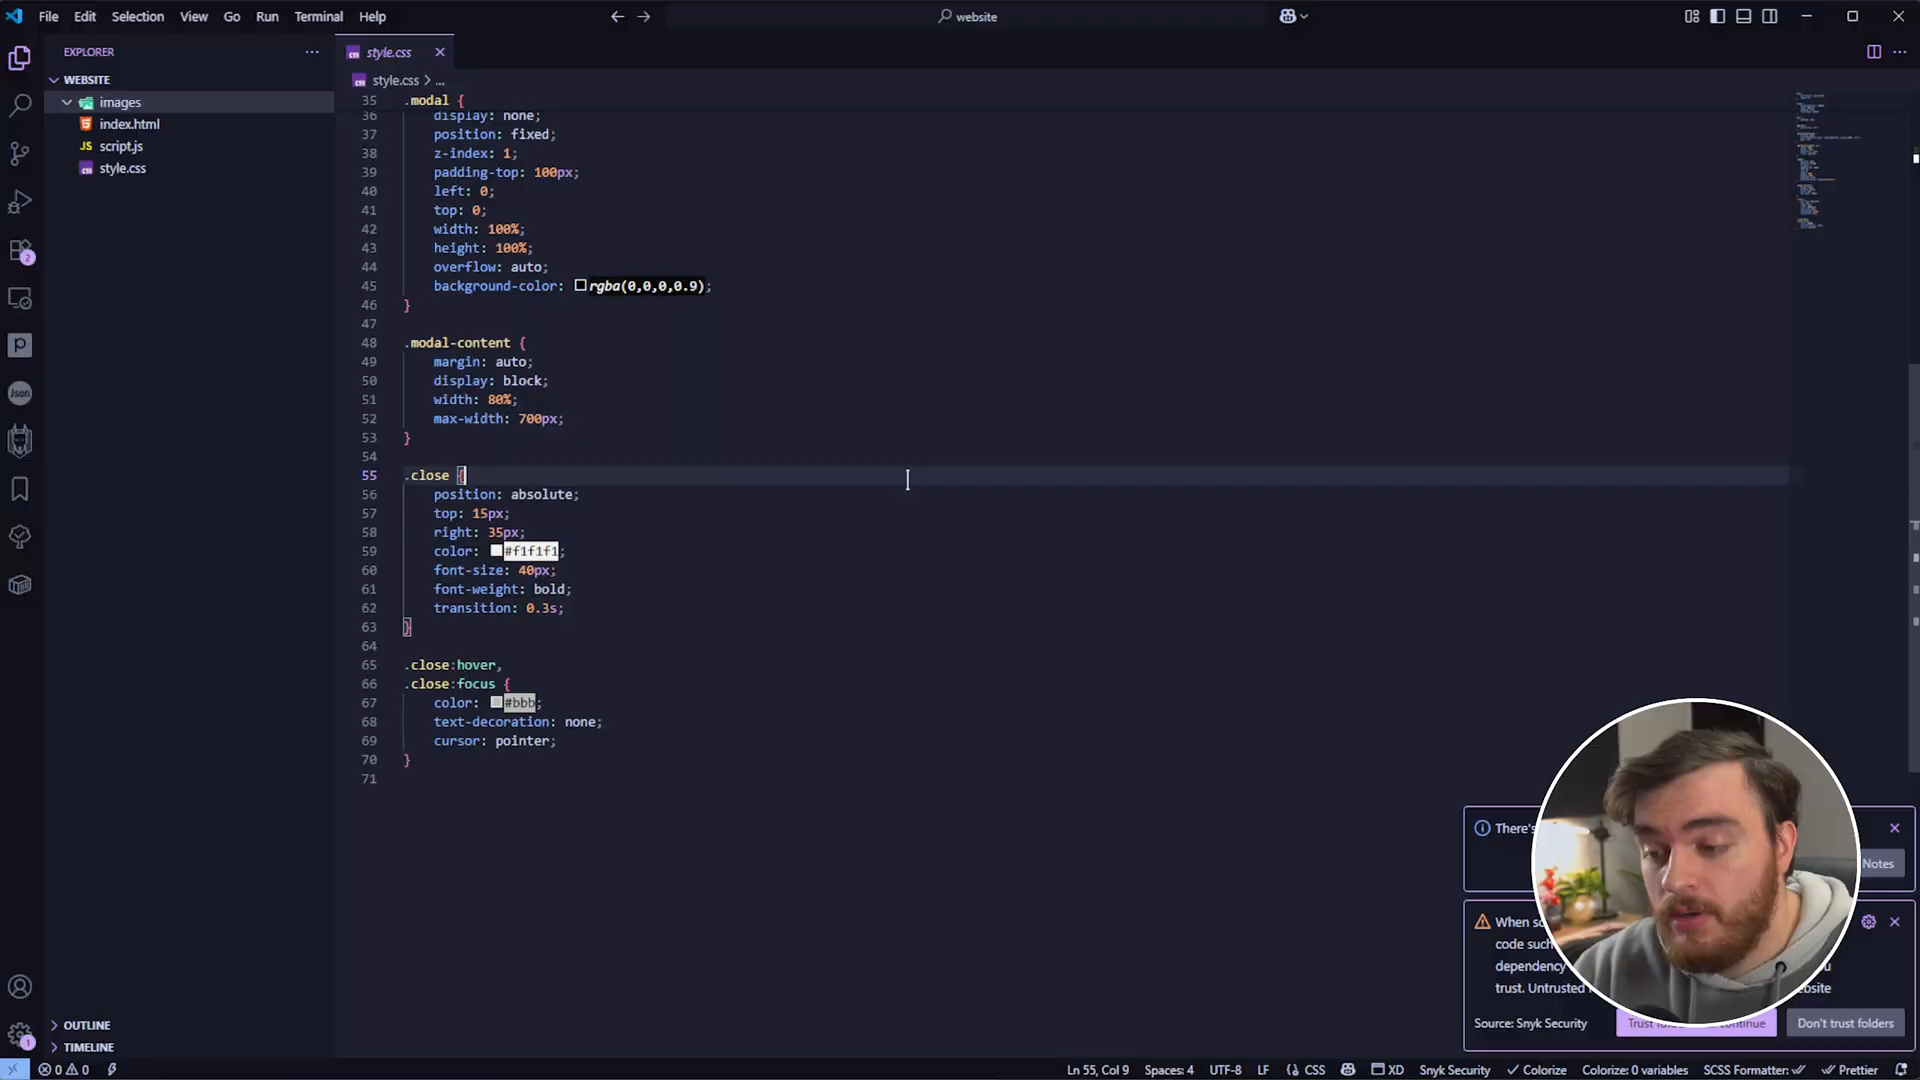 File Edit Selection View Go Run Terminal Help
website
EXPLORER
WEBSITE
images
index.html
JS script.js
style.css
Json
2
OUTLINE
TIMELINE
1
style.css
style.css > ...
35 .modal {
36 display: none;
37 position: fixed;
38 z-index: 1;
39 padding-top: 100px;
40 left: 0;
41 top: 0;
42 width: 100%;
43 height: 100%;
44 overflow: auto;
45 background-color: rgba(0,0,0,0.9);
46 }
47
48 .modal-content {
49 margin: auto;
50 display: block;
51 width: 80%;
52 max-width: 700px;
53 }
54
55 .close {
56 position: absolute;
57 top: 15px;
58 right: 35px;
59 color: #f1f1f1;
60 font-size: 40px;
61 font-weight: bold;
62 transition: 0.3s;
63 }
64
65 .close:hover,
66 .close:focus {
67 color: #bbb;
68 text-decoration: none;
69 cursor: pointer;
70 }
71
There's
Notes
When
code such
dependency
trust. Untrusted
Source: Snyk Security
Don't trust folders
0 0
Ln 55, Col 9 Spaces: 4 UTF-8 LF {} CSS XD Snyk Security Colorize Colorize: 0 variables SCSS Formatter: Prettier